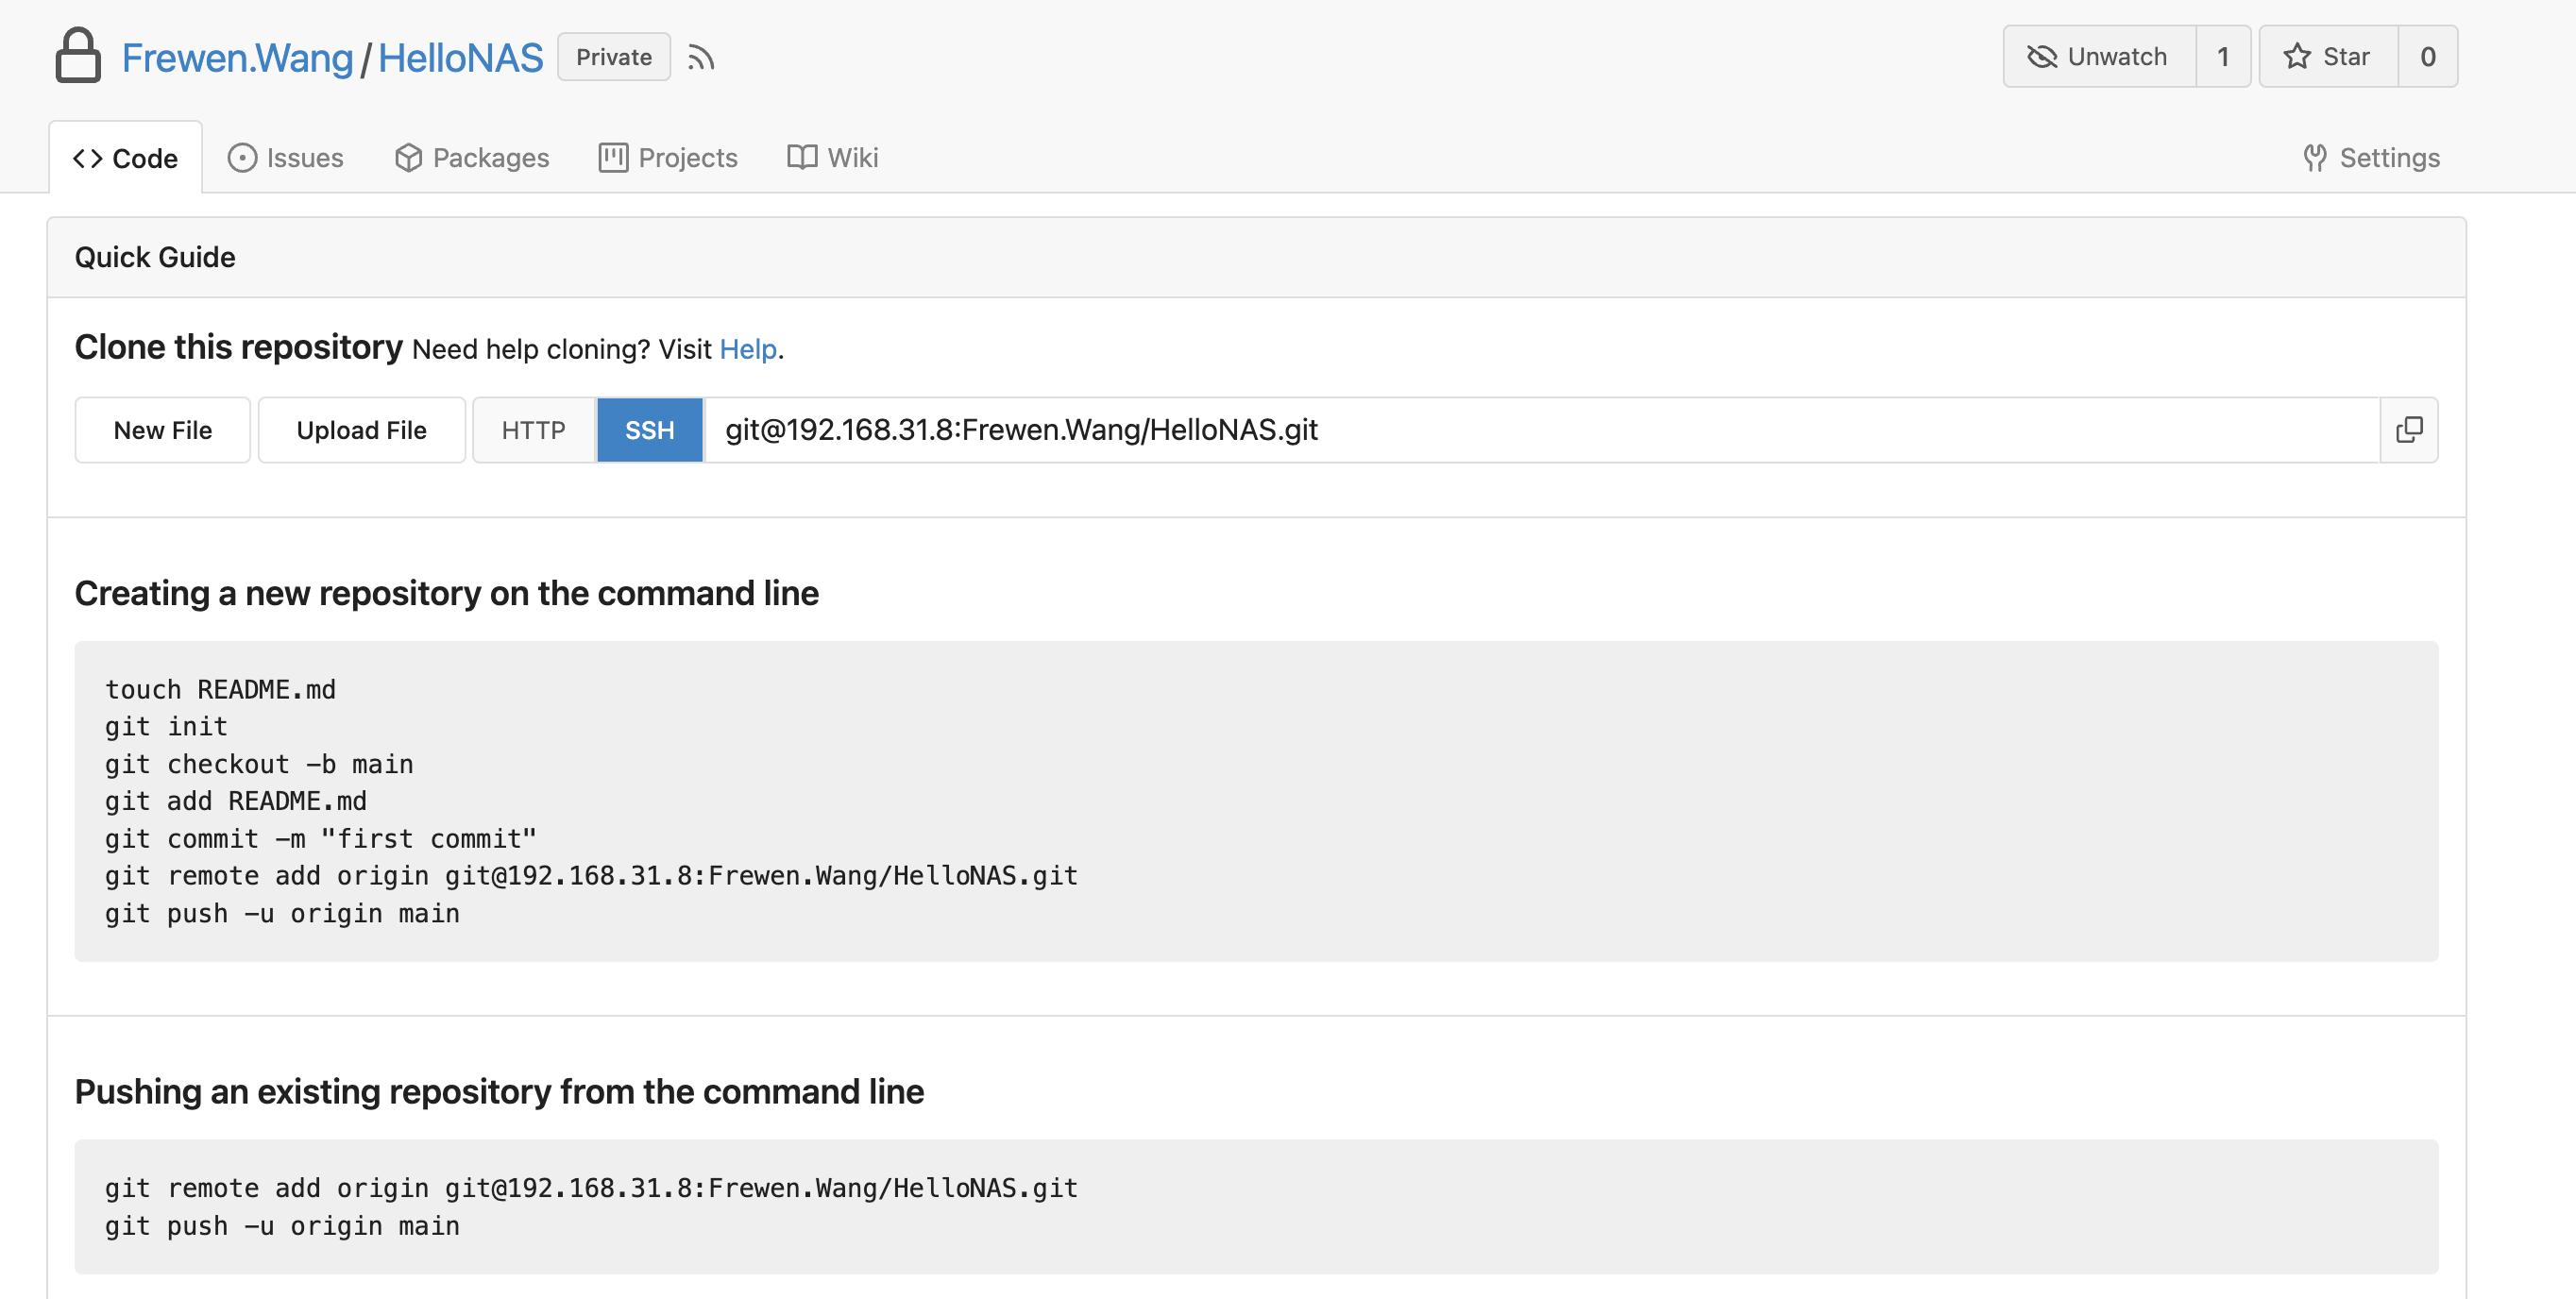 Frewen.Wang/HelloNAS Private Unwatch 1 Star 0
Code Issues Packages Projects Wiki Settings
Quick Guide
Clone this repository Need help cloning? Visit Help.
New File Upload File HTTP SSH git@192.168.31.8:Frewen.Wang/HelloNAS.git
Creating a new repository on the command line
touch README.md
git init
git checkout -b main
git add README.md
git commit -m "first commit"
git remote add origin git@192.168.31.8:Frewen.Wang/HelloNAS.git
git push -u origin main
Pushing an existing repository from the command line
git remote add origin git@192.168.31.8:Frewen.Wang/HelloNAS.git
git push -u origin main